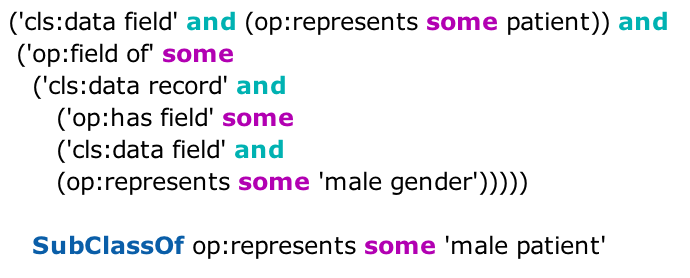 ('cls:data field' and (op:represents some patient)) and
('op:field of' some
('cls:data record' and
('op:has field' some
('cls:data field' and
(op:represents some 'male gender')))))
SubClassOf op:represents some 'male patient'